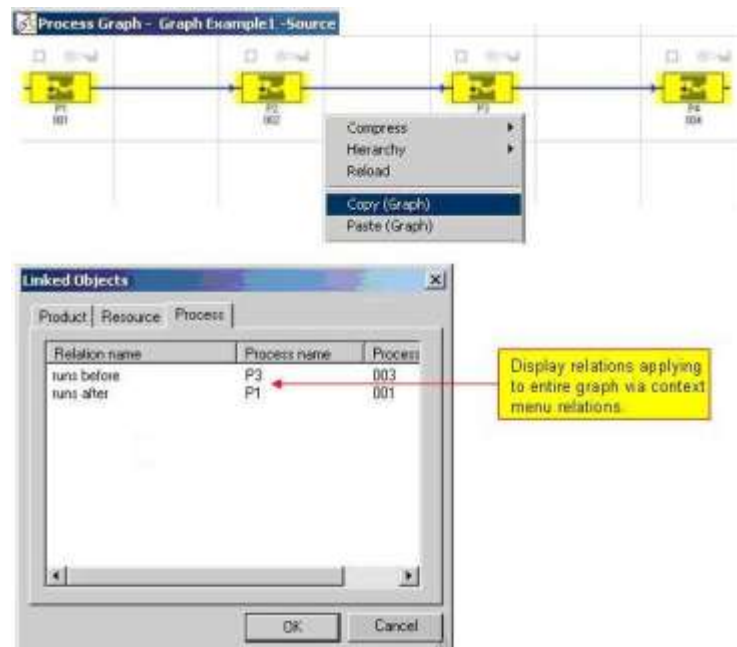 Process Graph - Graph Example1 -Source
P1
001
P2
002
P3
P4
004
Compress
Hierarchy
Reload
Copy (Graph)
Paste (Graph)
Linked Objects
Product Resource Process
Relation name Process name Process
runs before P3 003
runs after P1 001
Display relations applying
to entire graph via context
menu relations.
OK Cancel